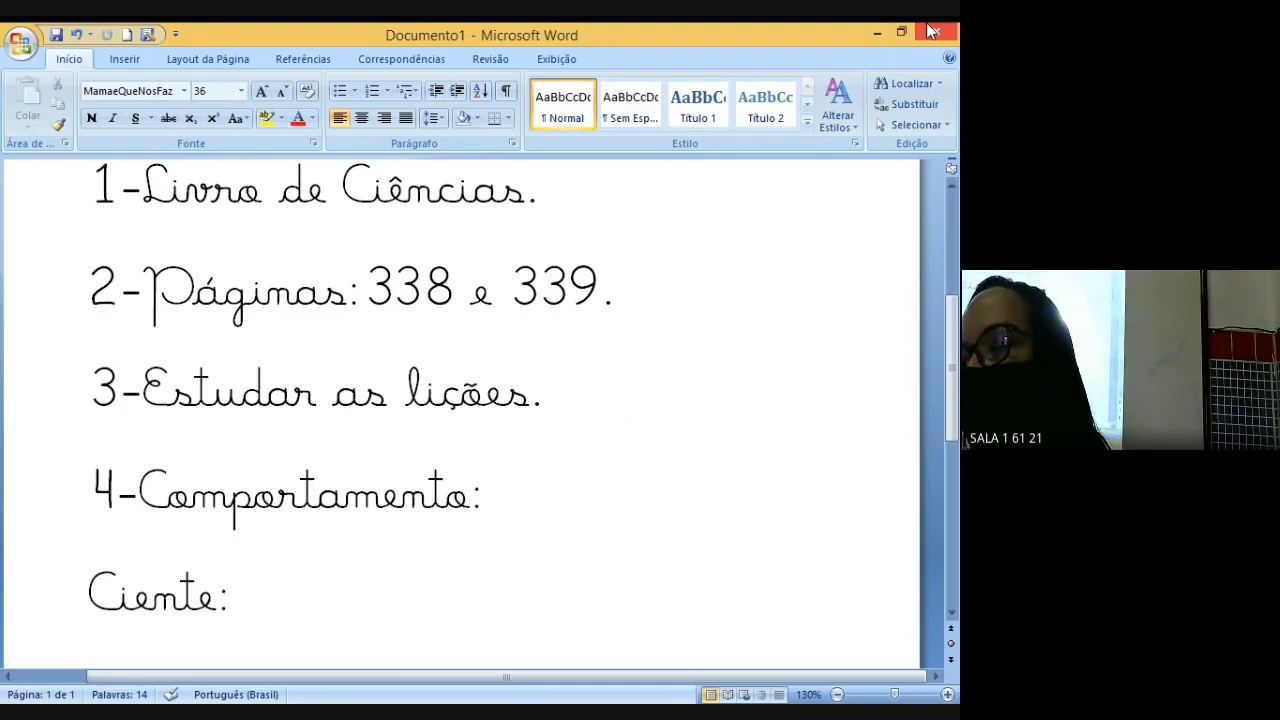 Documento1 - Microsoft Word
Início Inserir Layout da Página Referências Correspondências Revisão Exibição
MamaeQueNosFaz 36
AaBbCcDc AaBbCcDc AaBbC AaBbCc
Colar
¶ Normal ¶ Sem Esp... Título 1 Título 2
Alterar Estilos
Localizar
Substituir
Selecionar
Área de ... Fonte Parágrafo Estilo Edição
1-Livro de Ciências.
2-Páginas: 338 e 339.
3-Estudar as lições.
4-Comportamento:
Ciente:
SALA 1 61 21
Página: 1 de 1 Palavras: 14 Português (Brasil) 130%